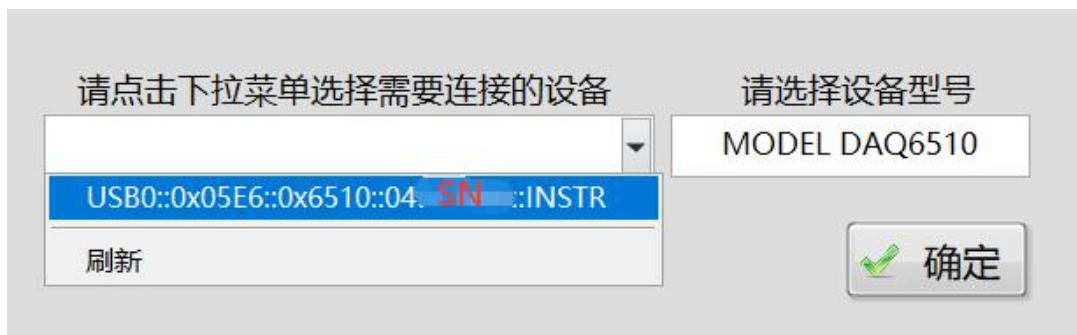 请点击下拉菜单选择需要连接的设备
请选择设备型号
MODEL DAQ6510
USB0::0x05E6::0x6510::04 SN ::INSTR
刷新
确定